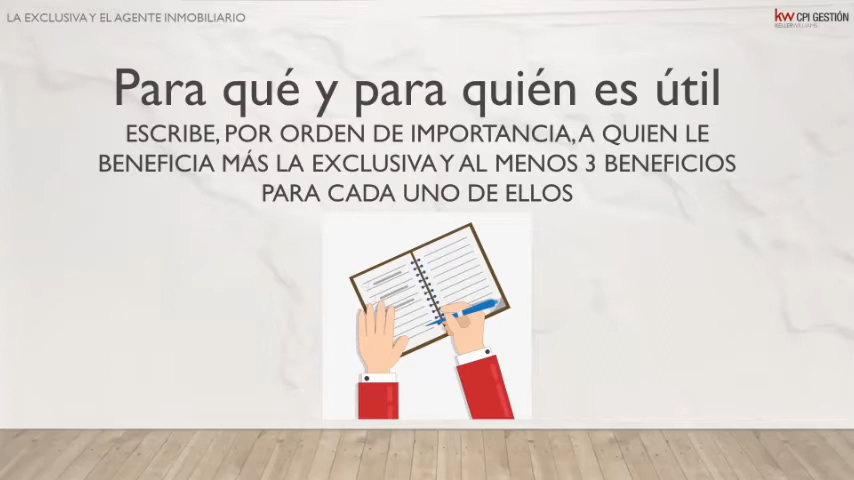 LA EXCLUSIVA Y EL AGENTE INMOBILIARIO
kw CPI GESTIÓN
KELLERWILLIAMS
Para qué y para quién es útil
ESCRIBE, POR ORDEN DE IMPORTANCIA, A QUIEN LE
BENEFICIA MÁS LA EXCLUSIVA Y AL MENOS 3 BENEFICIOS
PARA CADA UNO DE ELLOS